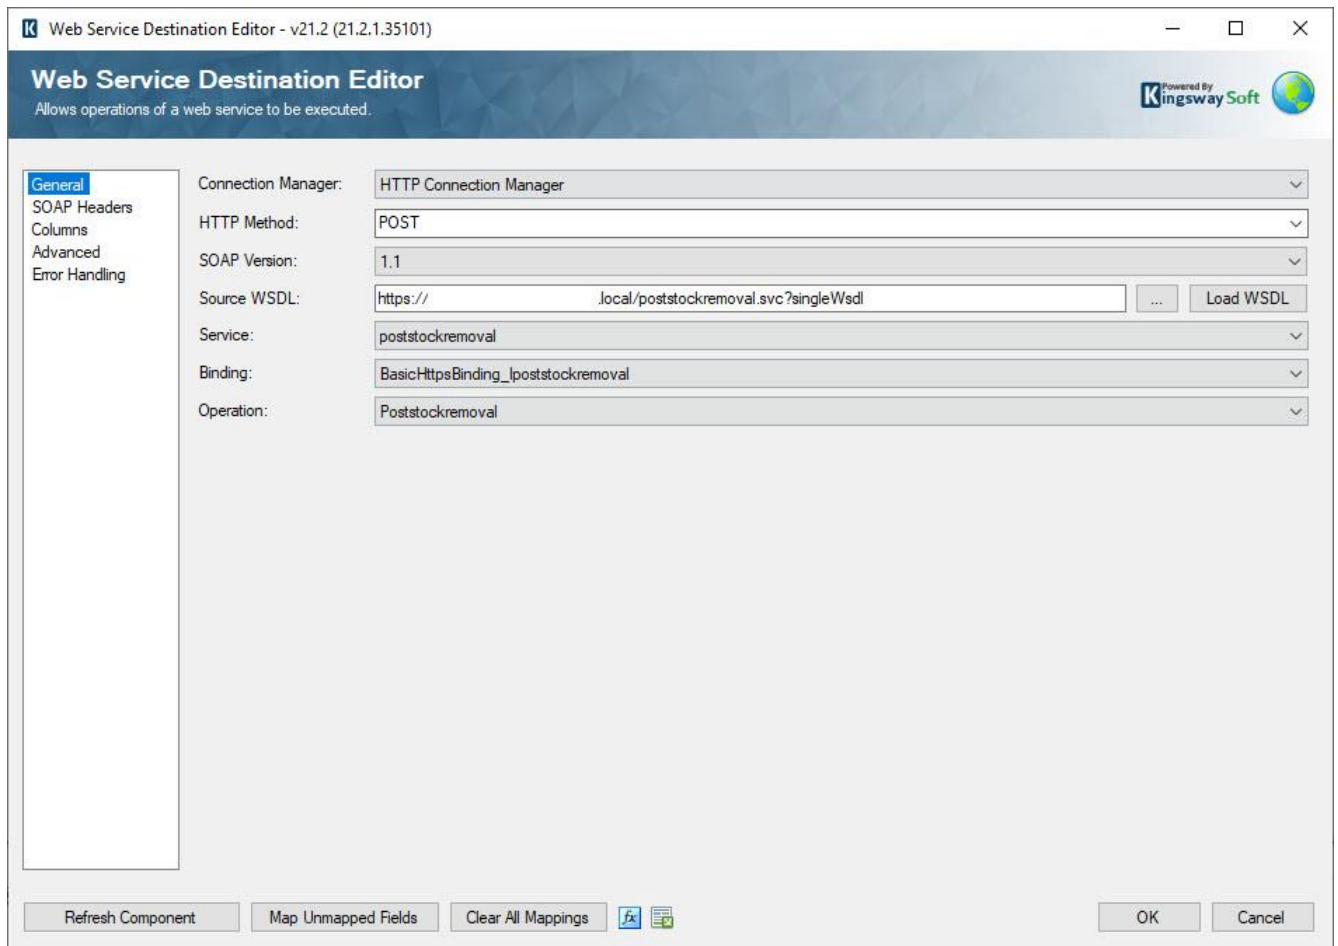 Web Service Destination Editor - v21.2 (21.2.1.35101)
Web Service Destination Editor
Allows operations of a web service to be executed.
Powered By
KingswaySoft
General
SOAP Headers
Columns
Advanced
Error Handling
Connection Manager: HTTP Connection Manager
HTTP Method: POST
SOAP Version: 1.1
Source WSDL: https:// .local/poststockremoval.svc?singleWsdl ... Load WSDL
Service: poststockremoval
Binding: BasicHttpsBinding_Ipoststockremoval
Operation: Poststockremoval
Refresh Component Map Unmapped Fields Clear All Mappings fx OK Cancel